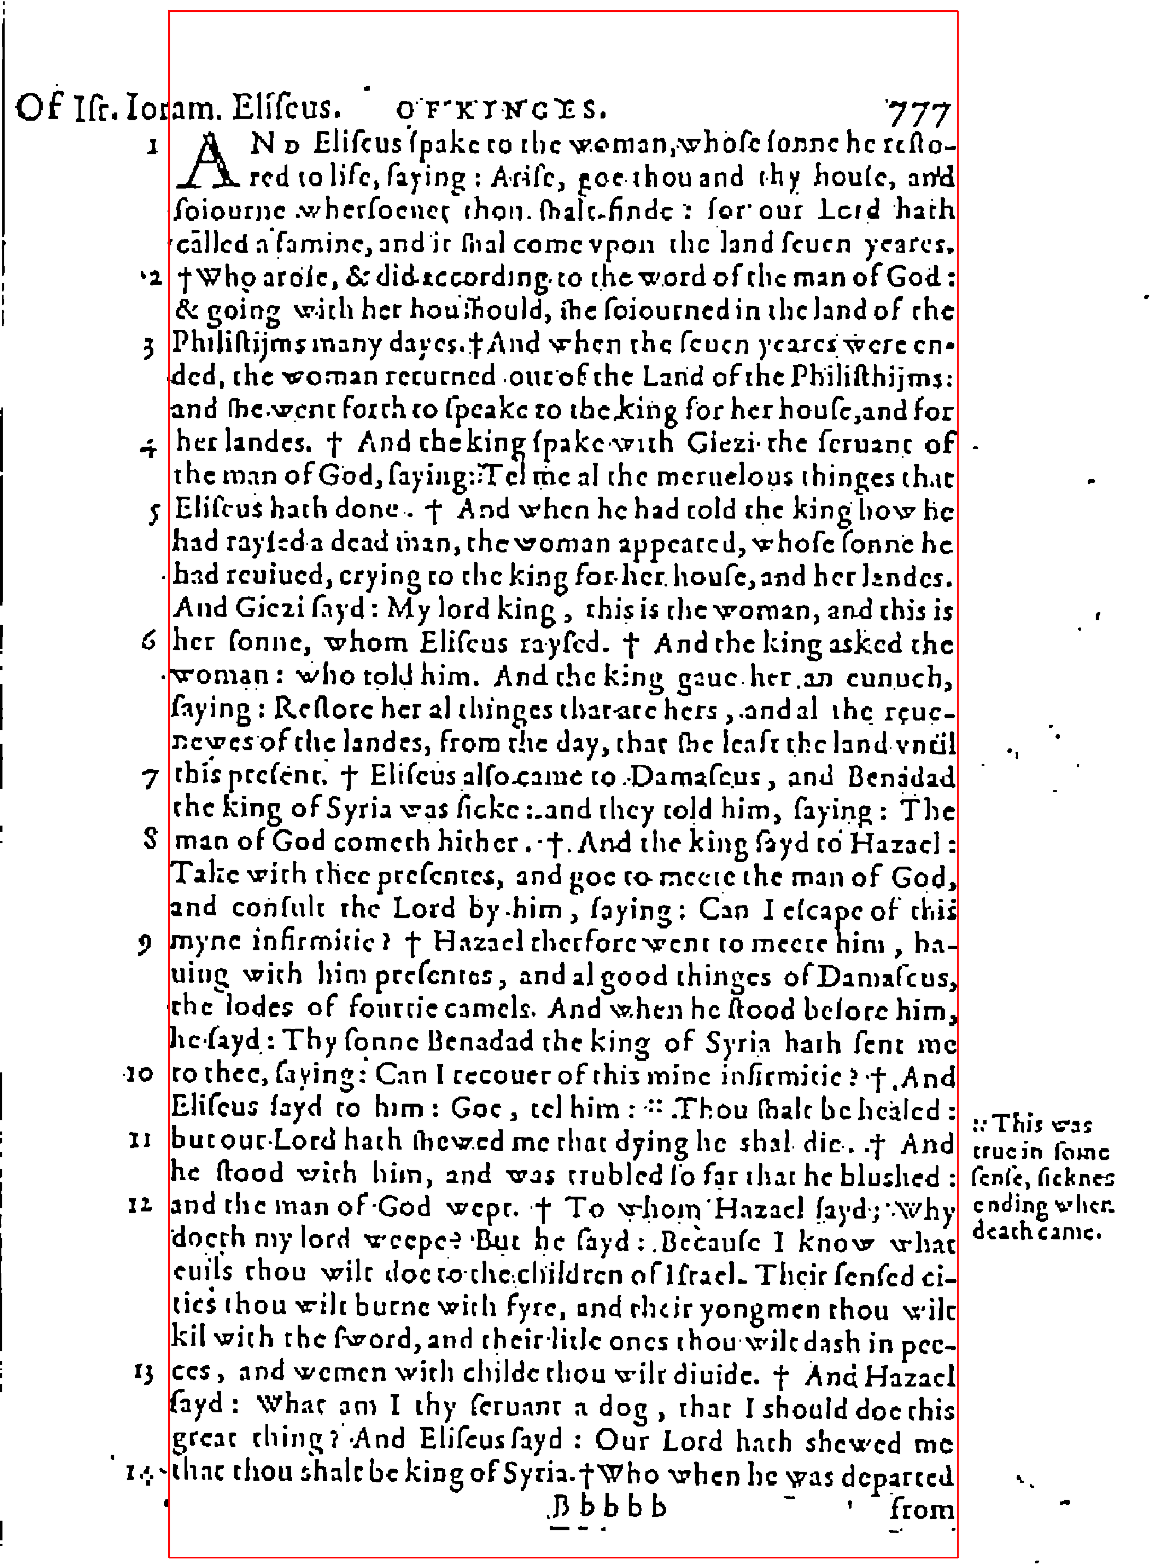 Of Iſr. Ioram. Eliſeus. OF KINGES. 777
1 ANd Eliſeus ſpake to the woman, whoſe ſonne he reſto-
red to life, ſaying: Ariſe, goe thou and thy houſe, and
ſoiourne wherſoeuer thou ſhalt finde: for our Lord hath
called a famine, and it ſhal come vpon the land ſeuen yeares.
2 †Who aroſe, & did according to the word of the man of God:
& going with her houſhould, ſhe ſoiourned in the land of the
3 Philiſtijms many dayes. †And when the ſeuen yeares were en-
ded, the woman returned out of the Land of the Philiſthijms:
and ſhe went forth to ſpeake to the king for her houſe, and for
4 her landes. † And the king ſpake with Giezi the ſeruant of
the man of God, ſaying: Tel me al the meruelous thinges that
5 Eliſeus hath done. † And when he had told the king how he
had rayſed a dead man, the woman appeared, whoſe ſonne he
had reuiued, crying to the king for her houſe, and her landes.
And Giezi ſayd: My lord king, this is the woman, and this is
6 her ſonne, whom Eliſeus rayſed. † And the king asked the
woman: who told him. And the king gaue her an eunuch,
ſaying: Reſtore her al thinges that are hers, and al the reue-
newes of the landes, from the day, that ſhe leaft the land vntil
7 this preſent. † Eliſeus alſo came to Damaſcus, and Benadad
the king of Syria was ſicke: and they told him, ſaying: The
8 man of God cometh hither. † And the king ſayd to Hazael:
Take with thee preſentes, and goe to meete the man of God,
and conſult the Lord by him, ſaying: Can I eſcape of this
9 myne infirmitie? † Hazael therfore went to meete him, ha-
uing with him preſentes, and al good thinges of Damaſcus,
the lodes of fourtie camels. And when he ſtood before him,
he ſayd: Thy ſonne Benadad the king of Syria hath ſent me
10 to thee, ſaying: Can I recouer of this mine infirmitie? † And
Eliſeus ſayd to him: Goe, tel him: :: Thou ſhalt be healed:
11 but our Lord hath ſhewed me that dying he shal die. † And
he ſtood with him, and was trubled ſo far that he blushed:
12 and the man of God wept. † To whom Hazael ſayd: Why
doeth my lord weepe? But he ſayd: Becauſe I know what
euils thou wilt doe to the children of Iſrael. Their fenſed ci-
ties thou wilt burne with fyre, and their yongmen thou wilt
kil with the ſword, and their litle ones thou wilt dash in pee-
13 ces, and wemen with childe thou wilt diuide. † And Hazael
ſayd: What am I thy ſeruant a dog, that I should doe this
great thing? And Eliſeus ſayd: Our Lord hath shewed me
14 that thou shalt be king of Syria. †Who when he was departed
Bbbbb from
:: This was
true in ſome
ſenſe, ſicknes
ending when
death came.